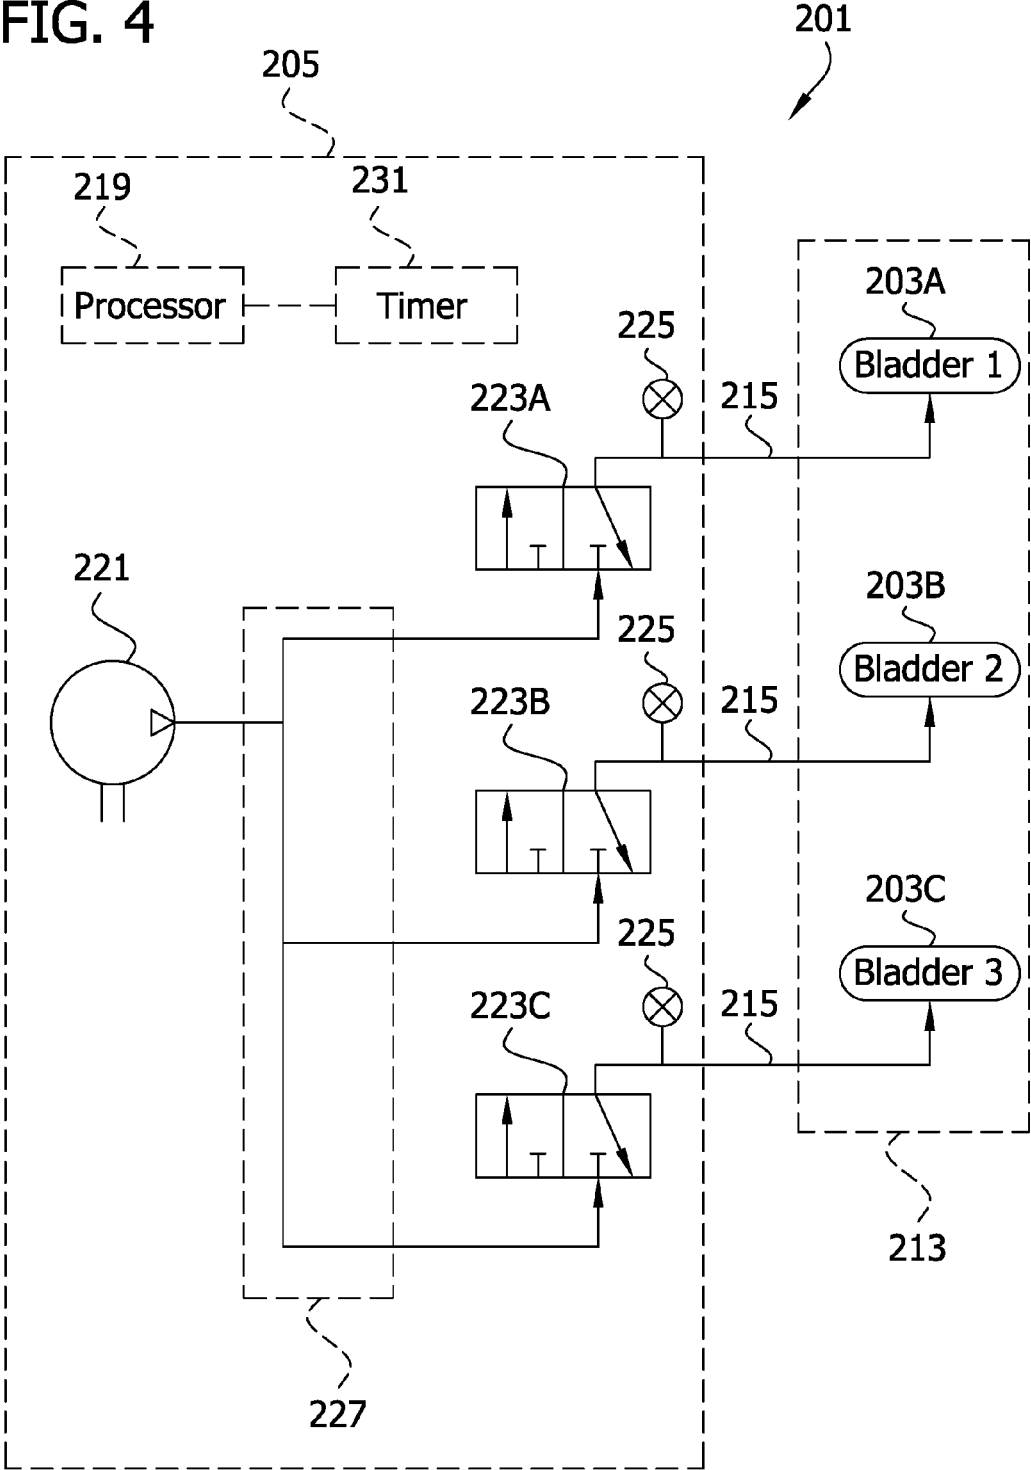 FIG. 4
201
205
219
231
Processor
Timer
203A
Bladder 1
225
223A
215
221
203B
Bladder 2
225
223B
215
203C
Bladder 3
225
223C
215
213
227